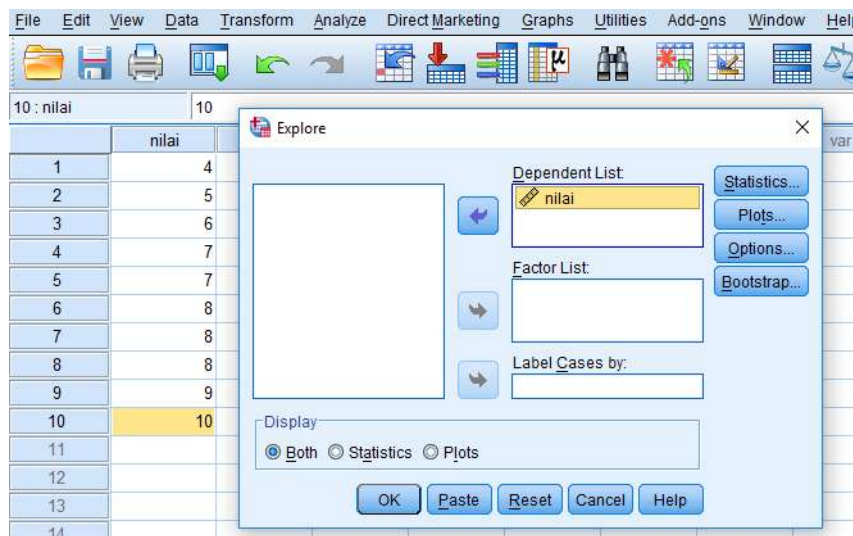 File Edit View Data Transform Analyze Direct Marketing Graphs Utilities Add-ons Window Help
10 : nilai 10
nilai var
1 4
2 5
3 6
4 7
5 7
6 8
7 8
8 8
9 9
10 10
11
12
13
14
Explore
Dependent List:
nilai
Factor List:
Label Cases by:
Statistics...
Plots...
Options...
Bootstrap...
Display
Both Statistics Plots
OK Paste Reset Cancel Help